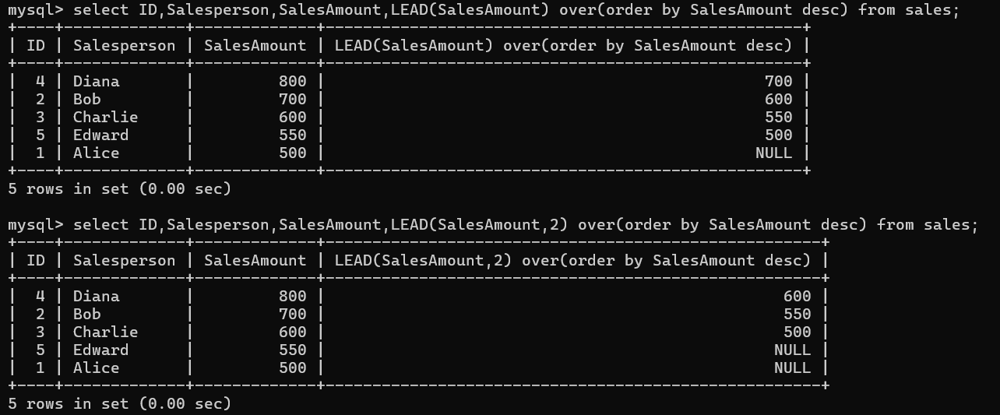 mysql> select ID,Salesperson,SalesAmount,LEAD(SalesAmount) over(order by SalesAmount desc) from sales;
+----+-------------+-------------+---------------------------------------------------+
| ID | Salesperson | SalesAmount | LEAD(SalesAmount) over(order by SalesAmount desc) |
+----+-------------+-------------+---------------------------------------------------+
|  4 | Diana       |         800 |                                               700 |
|  2 | Bob         |         700 |                                               600 |
|  3 | Charlie     |         600 |                                               550 |
|  5 | Edward      |         550 |                                               500 |
|  1 | Alice       |         500 |                                              NULL |
+----+-------------+-------------+---------------------------------------------------+
5 rows in set (0.00 sec)

mysql> select ID,Salesperson,SalesAmount,LEAD(SalesAmount,2) over(order by SalesAmount desc) from sales;
+----+-------------+-------------+-----------------------------------------------------+
| ID | Salesperson | SalesAmount | LEAD(SalesAmount,2) over(order by SalesAmount desc) |
+----+-------------+-------------+-----------------------------------------------------+
|  4 | Diana       |         800 |                                                 600 |
|  2 | Bob         |         700 |                                                 550 |
|  3 | Charlie     |         600 |                                                 500 |
|  5 | Edward      |         550 |                                                NULL |
|  1 | Alice       |         500 |                                                NULL |
+----+-------------+-------------+-----------------------------------------------------+
5 rows in set (0.00 sec)